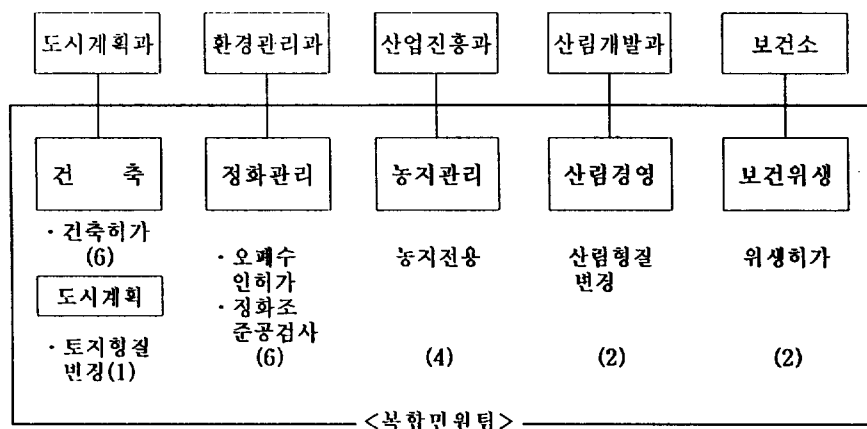 도시계획과 환경관리과 산업진흥과 산림개발과 보건소
건 축 정화관리 농지관리 산림경영 보건위생
· 건축허가
(6)
도시계획
· 토지형질
변경(1)
· 오폐수
인허가
· 정화조
준공검사
(6)
농지전용
(4)
산림형질
변경
(2)
위생허가
(2)
<복합민원팀>